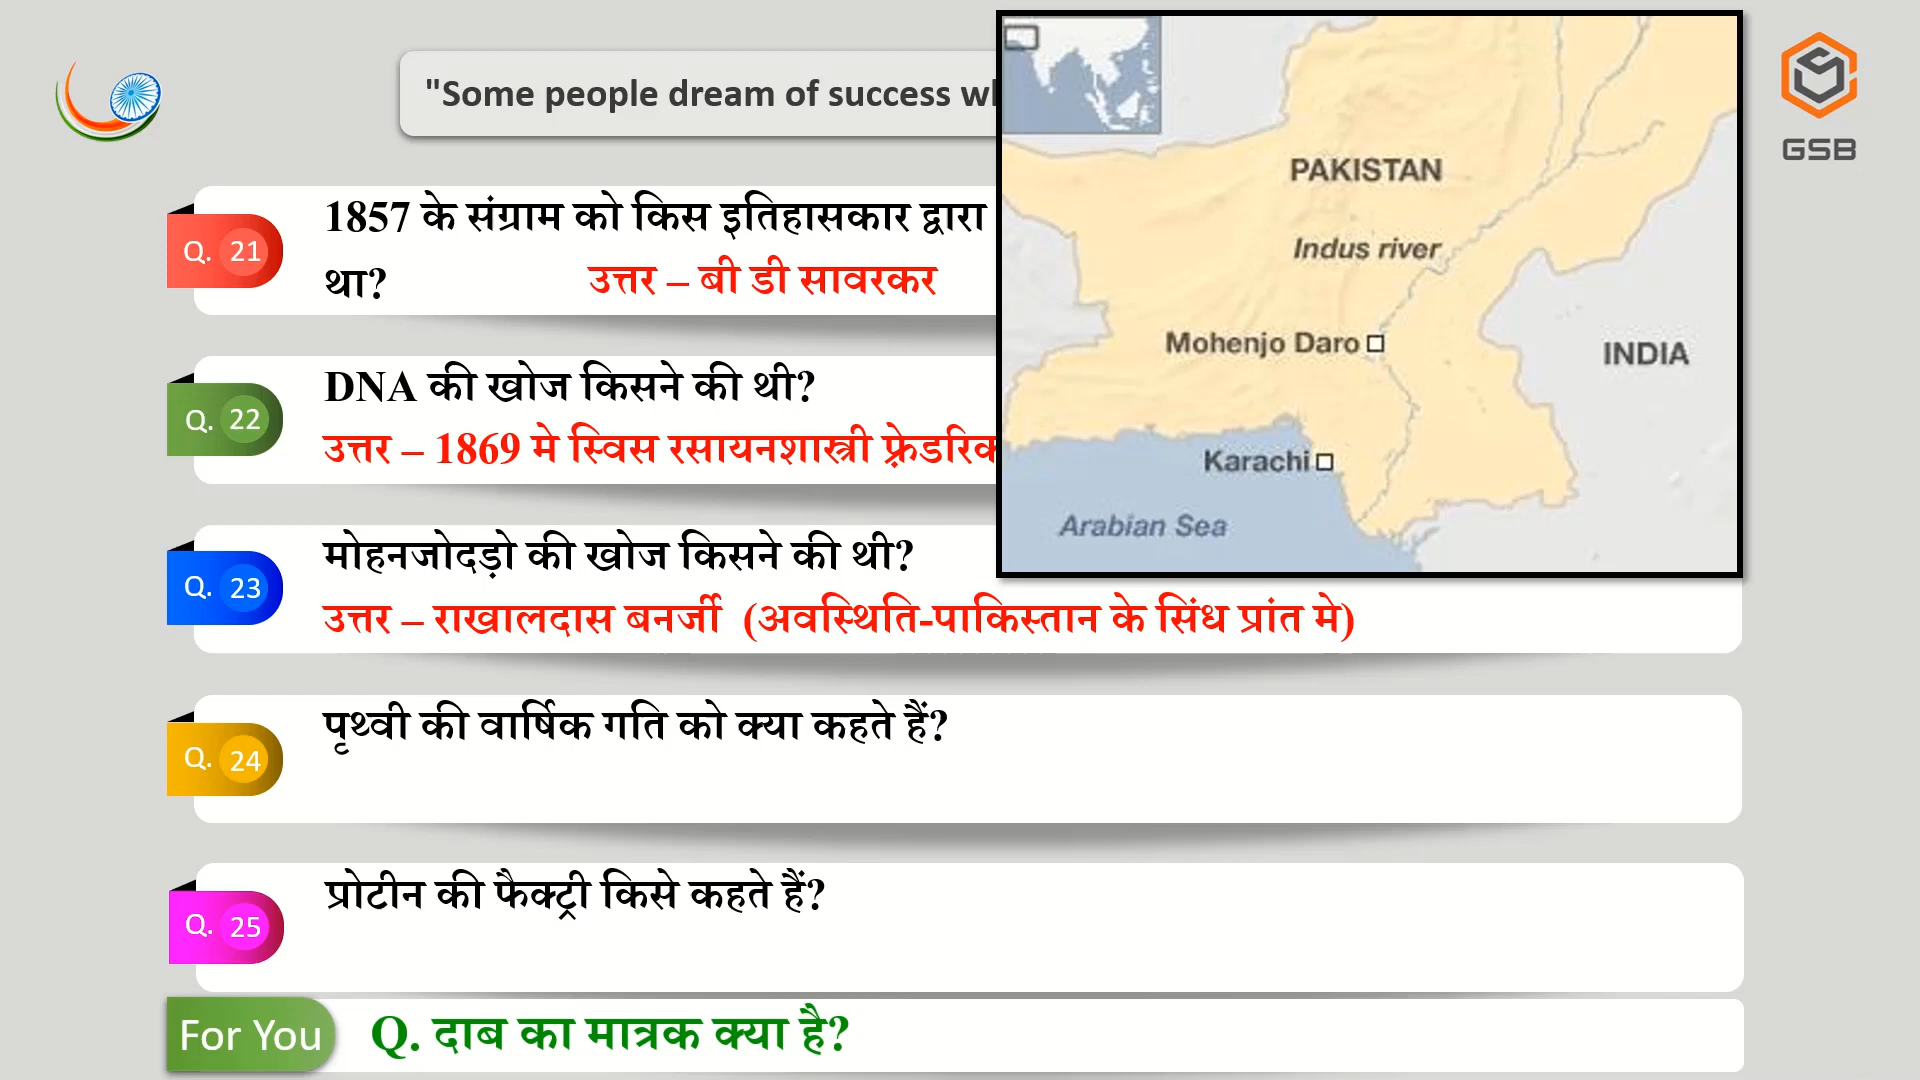 "Some people dream of success
GSB
Q. 21
1857 के संग्राम को किस इतिहासकार द्वारा
था? उत्तर – बी डी सावरकर
Q. 22
DNA की खोज किसने की थी?
उत्तर – 1869 मे स्विस रसायनशास्त्री फ़्रेडरिक
Q. 23
मोहनजोदड़ो की खोज किसने की थी?
उत्तर – राखालदास बनर्जी (अवस्थिति-पाकिस्तान के सिंध प्रांत मे)
Q. 24
पृथ्वी की वार्षिक गति को क्या कहते हैं?
Q. 25
प्रोटीन की फैक्ट्री किसे कहते हैं?
For You
Q. दाब का मात्रक क्या है?
PAKISTAN
Indus river
Mohenjo Daro
INDIA
Karachi
Arabian Sea